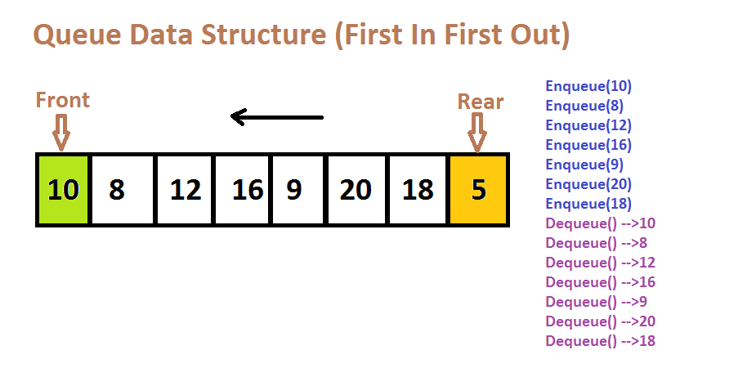 Queue Data Structure (First In First Out)
Front
Rear
10 8 12 16 9 20 18 5
Enqueue(10)
Enqueue(8)
Enqueue(12)
Enqueue(16)
Enqueue(9)
Enqueue(20)
Enqueue(18)
Dequeue() -->10
Dequeue() -->8
Dequeue() -->12
Dequeue() -->16
Dequeue() -->9
Dequeue() -->20
Dequeue() -->18